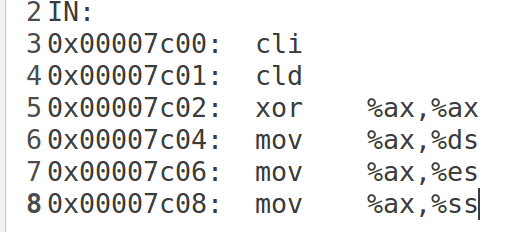 2 IN:
3 0x00007c00:  cli
4 0x00007c01:  cld
5 0x00007c02:  xor    %ax,%ax
6 0x00007c04:  mov    %ax,%ds
7 0x00007c06:  mov    %ax,%es
8 0x00007c08:  mov    %ax,%ss